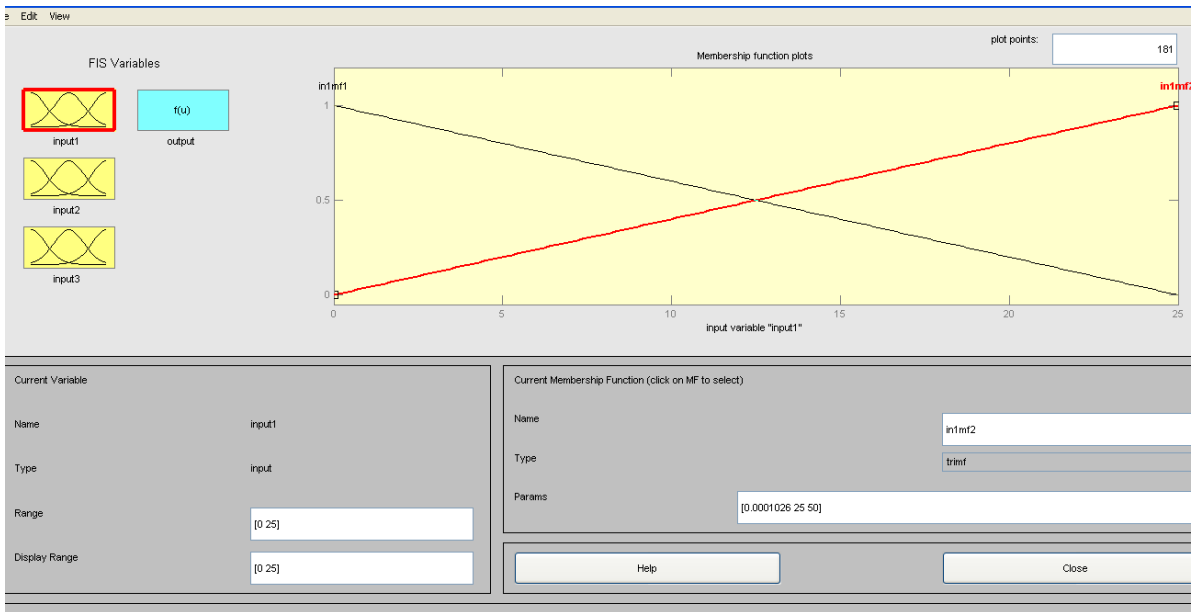 e Edit View
plot points:
181
FIS Variables
Membership function plots
f(u)
input1
output
input2
input3
in1mf1
in1mf2
1
0.5
0
0 5 10 15 20 25
input variable "input1"
Current Variable
Name input1
Type input
Range [0 25]
Display Range [0 25]
Current Membership Function (click on MF to select)
Name in1mf2
Type trimf
Params [0.0001026 25 50]
Help Close